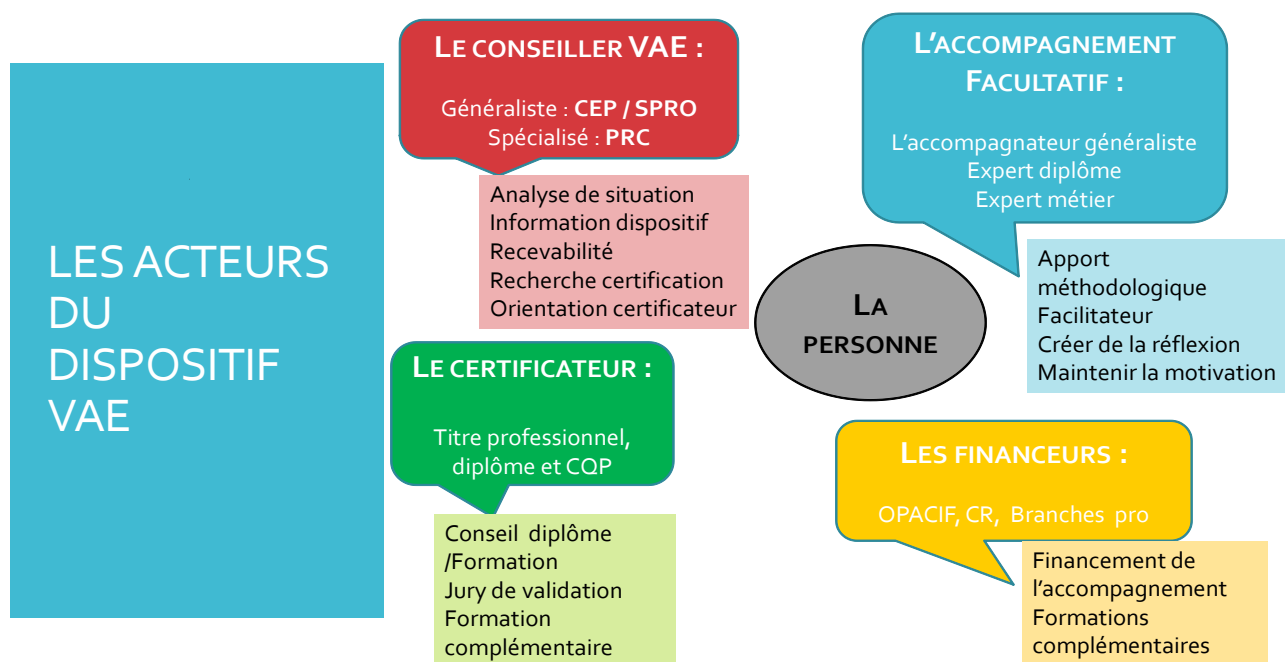 LES ACTEURS
DU
DISPOSITIF
VAE
LE CONSEILLER VAE :
Généraliste : CEP / SPRO
Spécialisé : PRC
Analyse de situation
Information dispositif
Recevabilité
Recherche certification
Orientation certificateur
L'ACCOMPAGNEMENT
FACULTATIF :
L'accompagnateur généraliste
Expert diplôme
Expert métier
Apport
méthodologique
Facilitateur
Créer de la réflexion
Maintenir la motivation
LA
PERSONNE
LE CERTIFICATEUR :
Titre professionnel,
diplôme et CQP
Conseil diplôme
/Formation
Jury de validation
Formation
complémentaire
LES FINANCEURS :
OPACIF, CR, Branches pro
Financement de
l'accompagnement
Formations
complémentaires